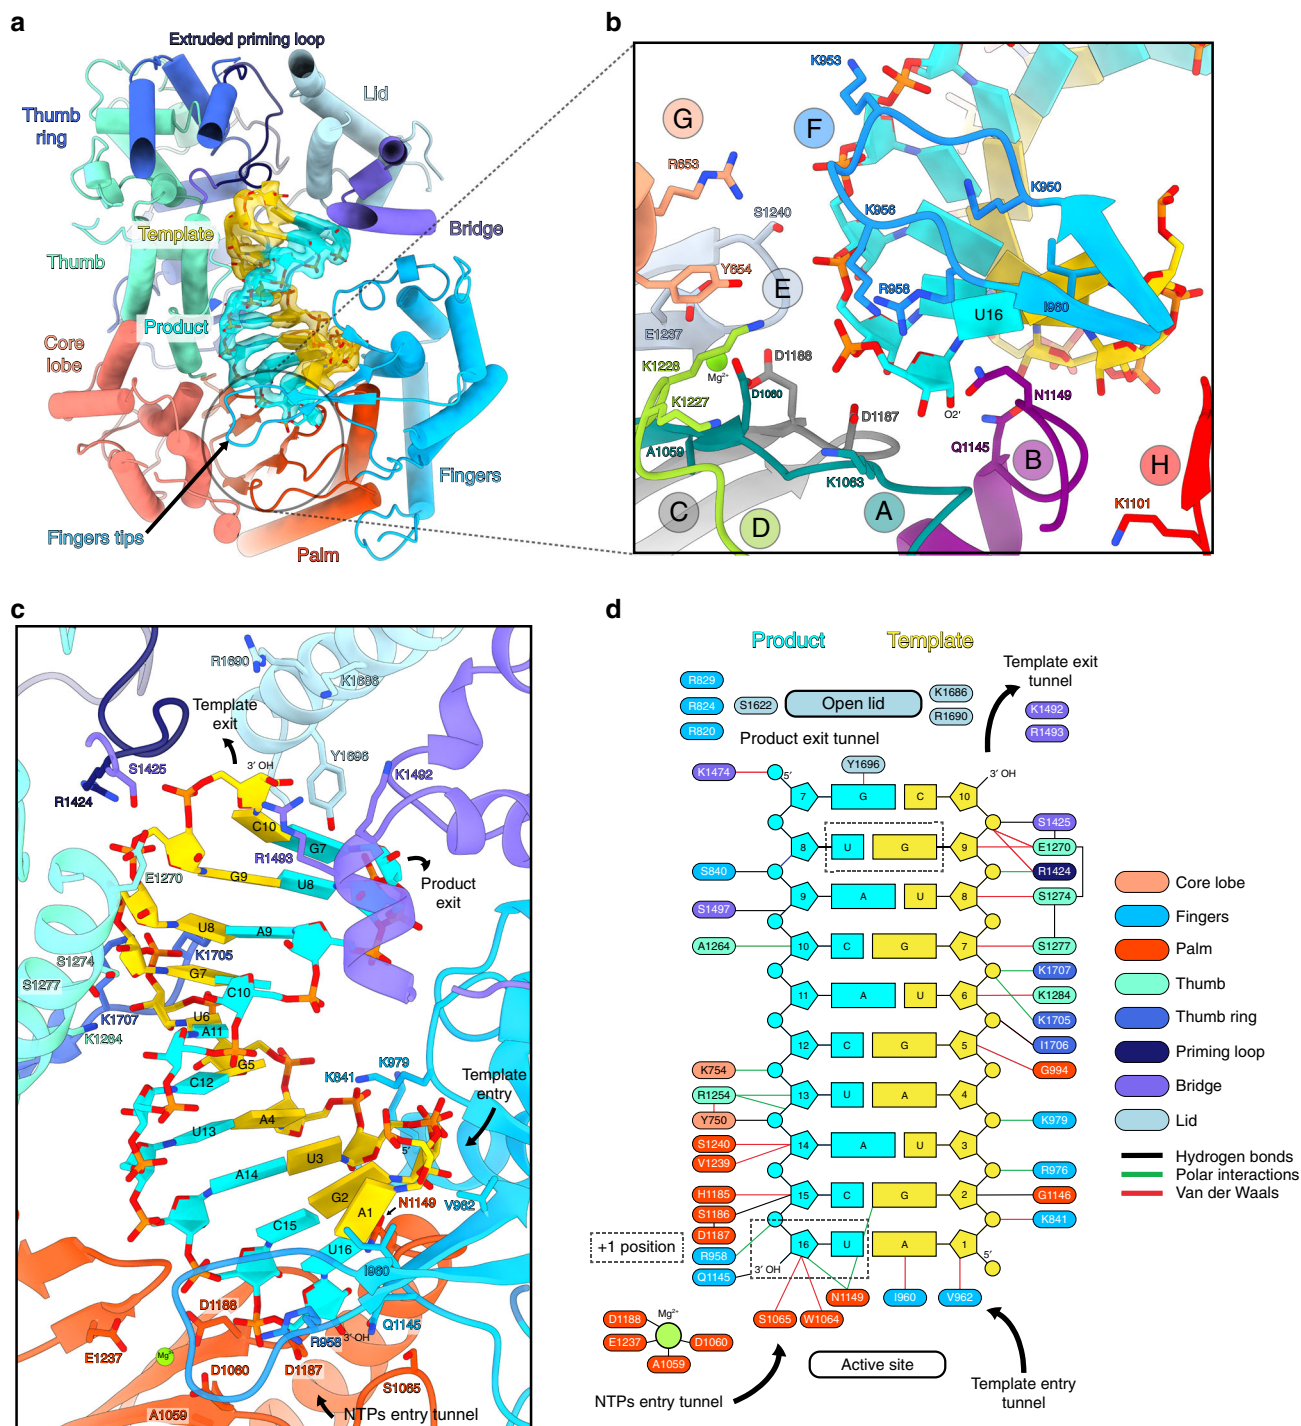 a
Extruded priming loop
Lid
Thumb
ring
Bridge
Template
Thumb
Product
Core
lobe
Fingers
Fingers tips
Palm
b
K953
G
F
R653
K950
S1240
K956
Y654
E
R958
I960
U16
E1237
K1228
D1188
Mg²⁺
D1060
N1149
K1227
D1187
O2′
A1059
Q1145
K1063
B
H
C
D
A
K1101
c
R1690
K1686
Template
exit
S1425
3′ OH
Y1696
K1492
R1424
C10
G7
R1493
E1270
G9
U8
Product
exit
U8
A9
S1274
K1705
S1277
G7
C10
K1707
U6
A11
K1284
G5
K979
C12
K841
Template
entry
A4
U13
5′
U3
A14
G2
N1149
V962
A1
C15
U16
I960
D1188
Q1145
R958
3′ OH
E1237
Mg²⁺
D1060
D1187
S1065
A1059
NTPs entry tunnel
d
Product
Template
Template exit
tunnel
R829
R824
R820
S1622
Open lid
K1686
R1690
K1492
R1493
Product exit tunnel
K1474
5′
Y1696
3′ OH
7
G
C
10
S1425
8
U
G
9
E1270
S840
R1424
9
A
U
8
S1274
S1497
A1264
10
C
G
7
S1277
K1707
11
A
U
6
K1284
K1705
12
C
G
5
I1706
K754
G994
R1254
13
U
A
4
Y750
K979
S1240
14
A
U
3
V1239
R976
H1185
15
C
G
2
G1146
S1186
K841
D1187
+1 position
R958
16
U
A
1
5′
Q1145
3′ OH
N1149
I960
V962
D1188
Mg²⁺
S1065
W1064
E1237
D1060
A1059
Active site
NTPs entry tunnel
Template entry
tunnel
Core lobe
Fingers
Palm
Thumb
Thumb ring
Priming loop
Bridge
Lid
Hydrogen bonds
Polar interactions
Van der Waals